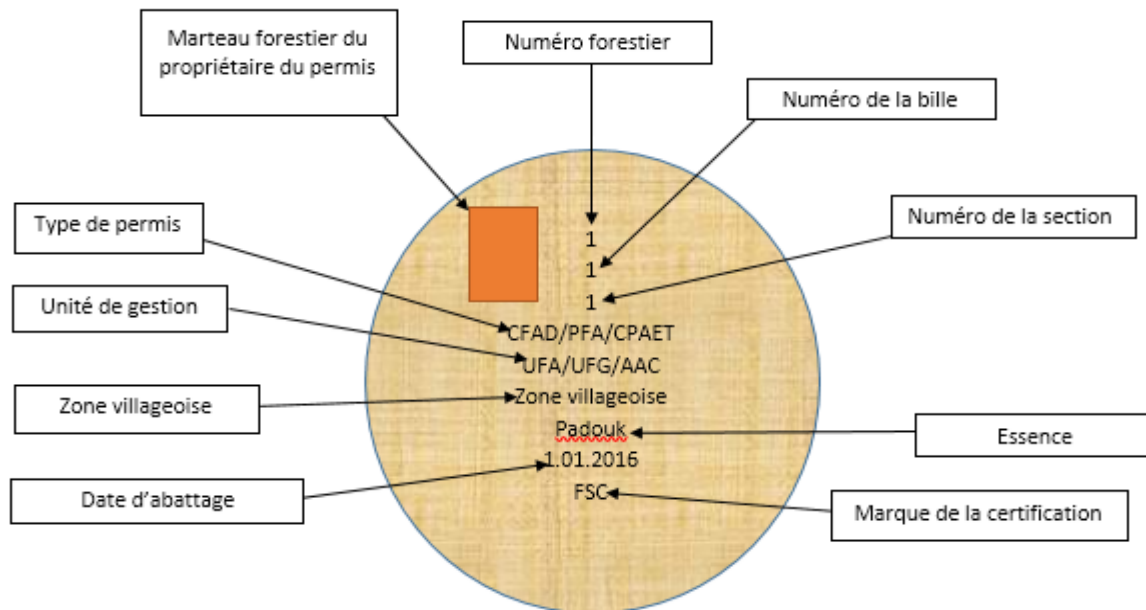 Marteau forestier du
propriétaire du permis
Numéro forestier
Numéro de la bille
Type de permis
Numéro de la section
Unité de gestion
Zone villageoise
Date d'abattage
Essence
Marque de la certification
1
1
1
CFAD/PFA/CPAET
UFA/UFG/AAC
Zone villageoise
Padouk
1.01.2016
FSC